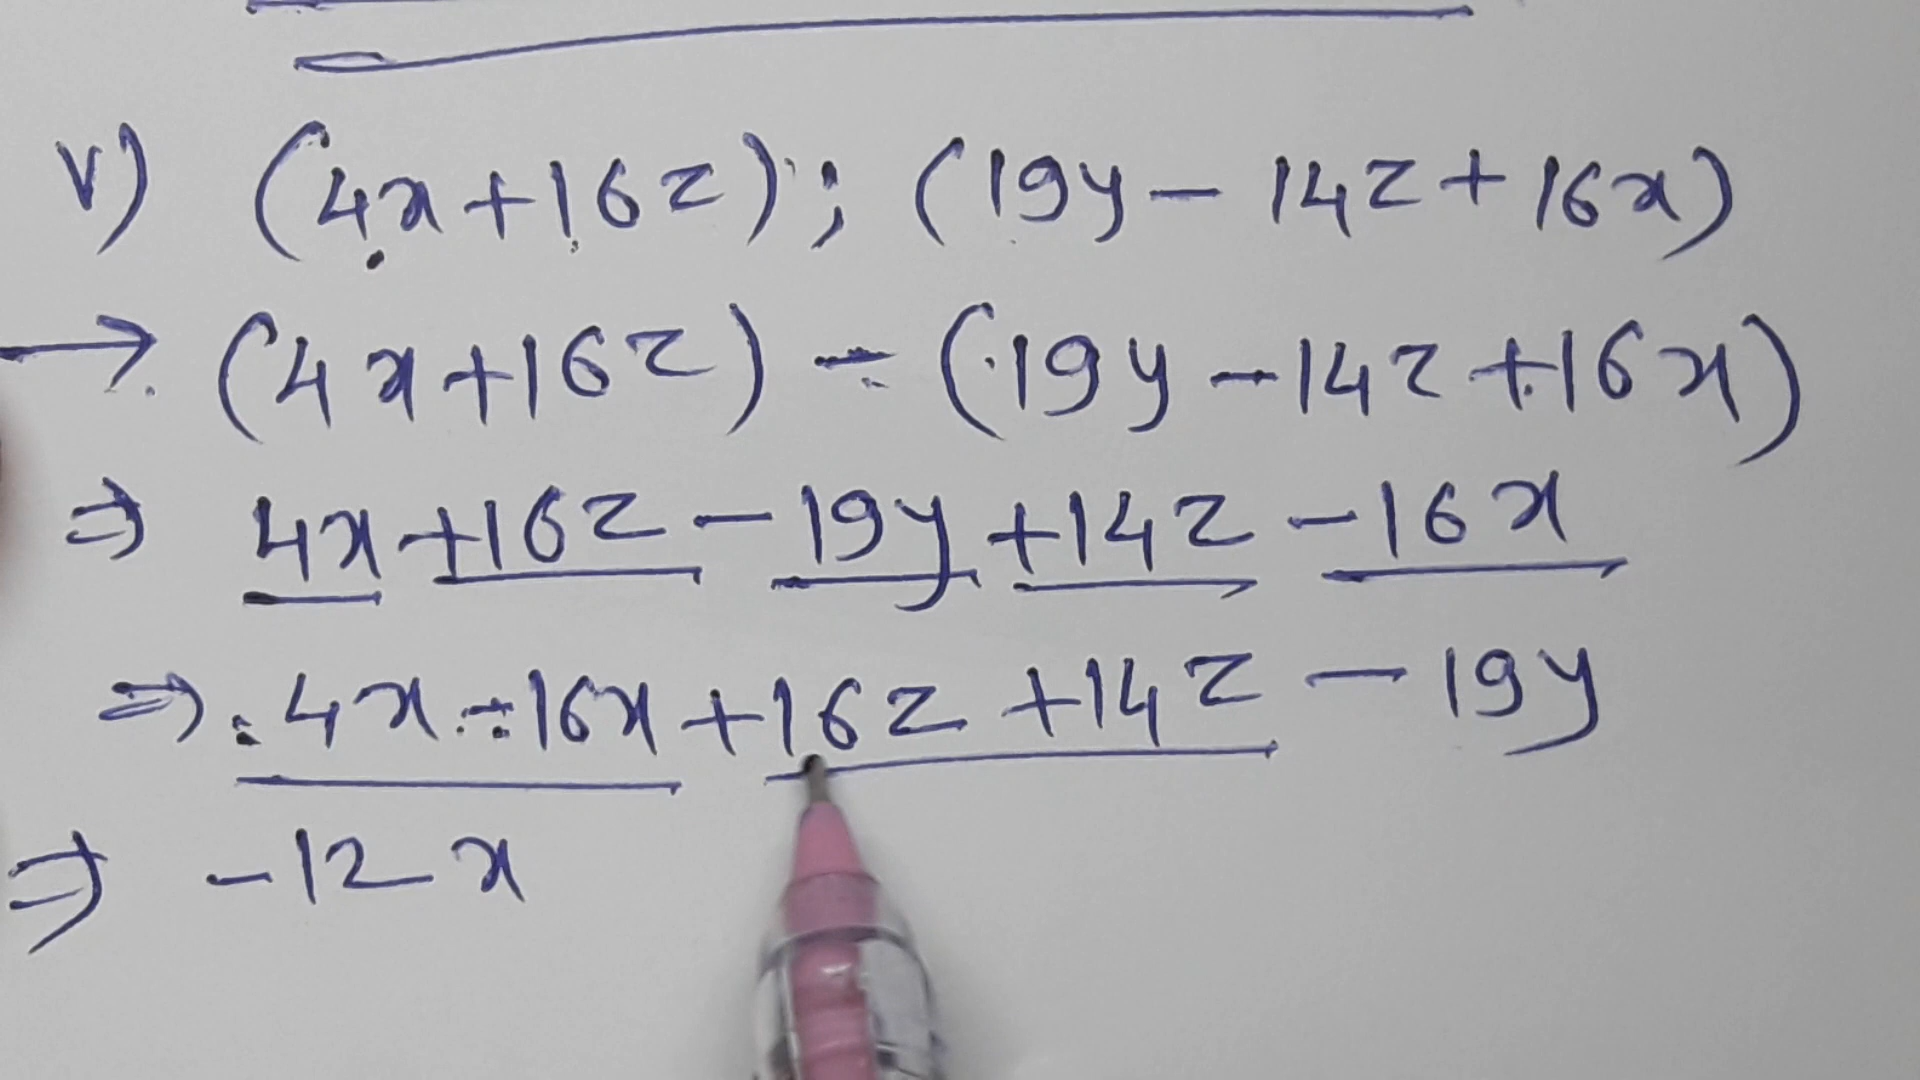 v) (4x+16z); (19y-14z+16x)
→ (4x+16z) - (19y-14z+16x)
⇒ 4x+16z-19y+14z-16x
⇒ 4x-16x+16z+14z-19y
⇒ -12x